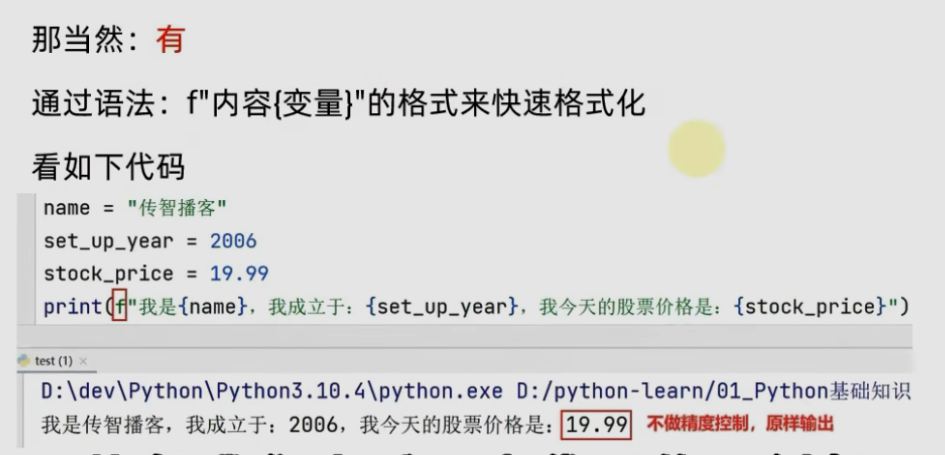 那当然：有
通过语法：f"内容{变量}"的格式来快速格式化
看如下代码
name = "传智播客"
set_up_year = 2006
stock_price = 19.99
print(f"我是{name}，我成立于：{set_up_year}，我今天的股票价格是：{stock_price}")
test (1) ×
D:\dev\Python\Python3.10.4\python.exe D:/python-learn/01_Python基础知识
我是传智播客，我成立于：2006，我今天的股票价格是：19.99 不做精度控制，原样输出